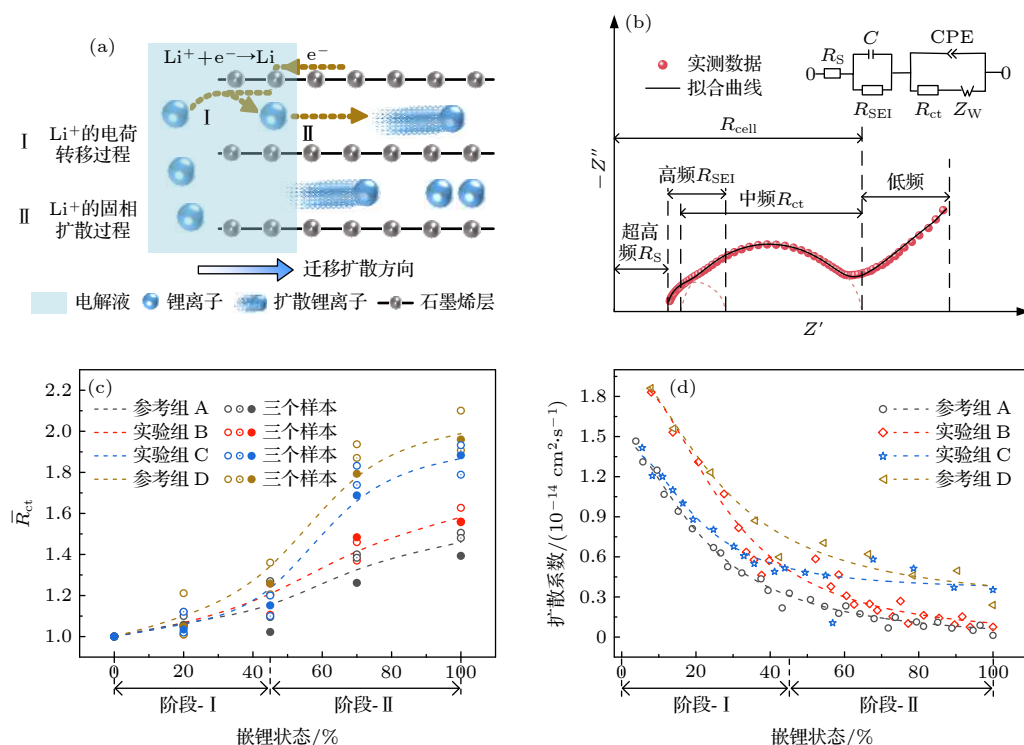 (a)
Li⁺+e⁻→Li
e⁻
Ⅰ
Ⅱ
Ⅰ Li⁺的电荷
转移过程
Ⅱ Li⁺的固相
扩散过程
迁移扩散方向
电解液 锂离子 扩散锂离子 石墨烯层
(b)
实测数据
拟合曲线
0 R_S C R_SEI CPE R_ct Z_W 0
R_cell
高频R_SEI
中频R_ct
低频
超高
频R_S
−Z″
Z′
(c)
参考组 A 三个样本
实验组 B 三个样本
实验组 C 三个样本
参考组 D 三个样本
R̅_ct
2.2
2.0
1.8
1.6
1.4
1.2
1.0
0 20 40 60 80 100
阶段-Ⅰ 阶段-Ⅱ
嵌锂状态/%
(d)
参考组 A
实验组 B
实验组 C
参考组 D
扩散系数/(10⁻¹⁴ cm²·s⁻¹)
1.8
1.5
1.2
0.9
0.6
0.3
0
0 20 40 60 80 100
阶段-Ⅰ 阶段-Ⅱ
嵌锂状态/%